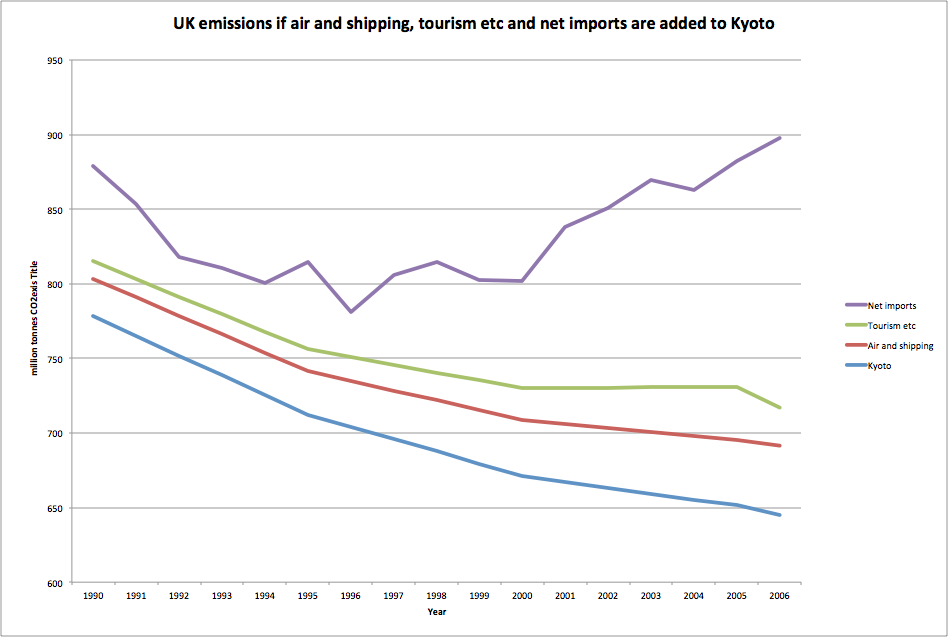 UK emissions if air and shipping, tourism etc and net imports are added to Kyoto
million tonnes CO2exls Title
950
900
850
800
750
700
650
600
1990 1991 1992 1993 1994 1995 1996 1997 1998 1999 2000 2001 2002 2003 2004 2005 2006
Year
Net imports
Tourism etc
Air and shipping
Kyoto